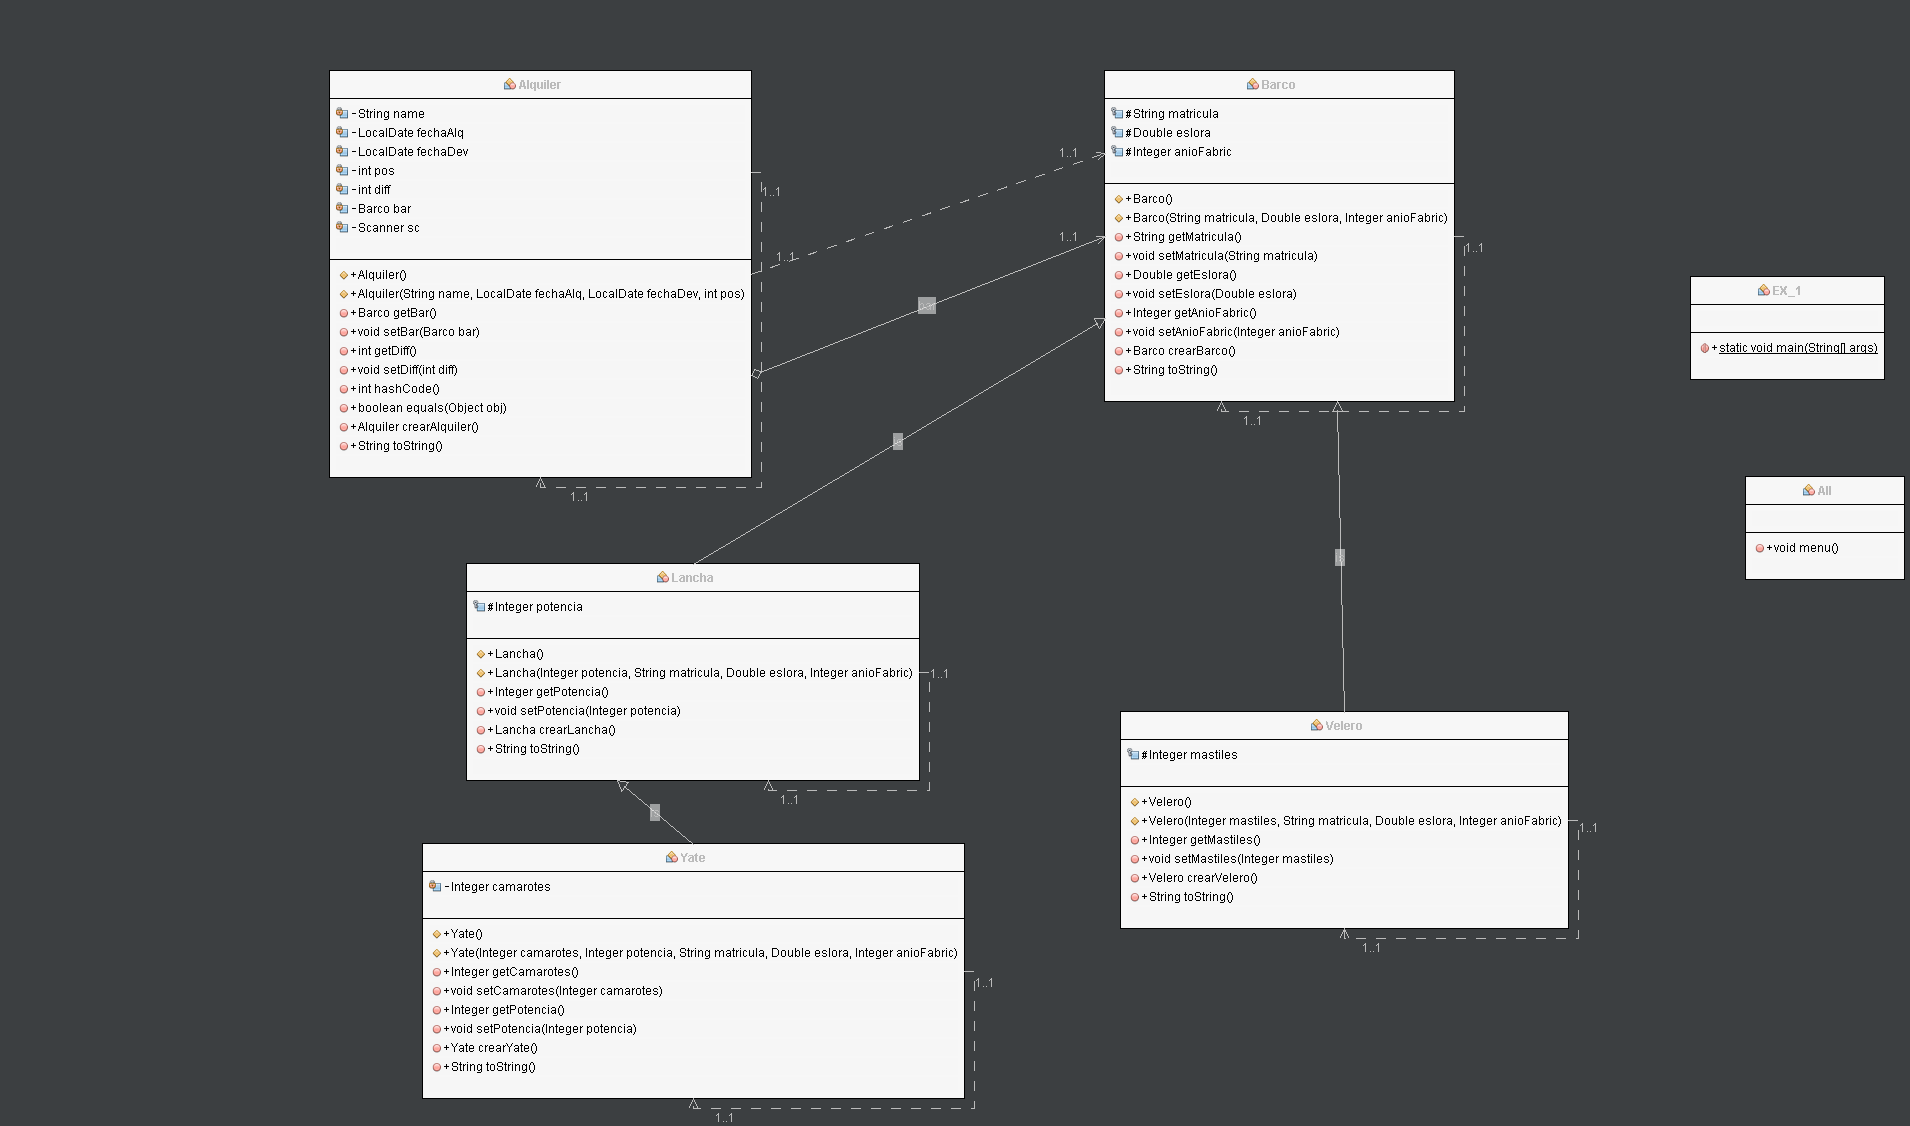 Alquiler
-String name
-LocalDate fechaAlq
-LocalDate fechaDev
-int pos
-int diff
-Barco bar
-Scanner sc
+Alquiler()
+Alquiler(String name, LocalDate fechaAlq, LocalDate fechaDev, int pos)
+Barco getBar()
+void setBar(Barco bar)
+int getDiff()
+void setDiff(int diff)
+int hashCode()
+boolean equals(Object obj)
+Alquiler crearAlquiler()
+String toString()
1..1
1..1
1..1
1..1
1..1
Barco
#String matricula
#Double eslora
#Integer anioFabric
+Barco()
+Barco(String matricula, Double eslora, Integer anioFabric)
+String getMatricula()
+void setMatricula(String matricula)
+Double getEslora()
+void setEslora(Double eslora)
+Integer getAnioFabric()
+void setAnioFabric(Integer anioFabric)
+Barco crearBarco()
+String toString()
1..1
1..1
EX_1
+static void main(String[] args)
All
+void menu()
Lancha
#Integer potencia
+Lancha()
+Lancha(Integer potencia, String matricula, Double eslora, Integer anioFabric)
+Integer getPotencia()
+void setPotencia(Integer potencia)
+Lancha crearLancha()
+String toString()
1..1
1..1
Velero
#Integer mastiles
+Velero()
+Velero(Integer mastiles, String matricula, Double eslora, Integer anioFabric)
+Integer getMastiles()
+void setMastiles(Integer mastiles)
+Velero crearVelero()
+String toString()
1..1
1..1
Yate
-Integer camarotes
+Yate()
+Yate(Integer camarotes, Integer potencia, String matricula, Double eslora, Integer anioFabric)
+Integer getCamarotes()
+void setCamarotes(Integer camarotes)
+Integer getPotencia()
+void setPotencia(Integer potencia)
+Yate crearYate()
+String toString()
1..1
1..1